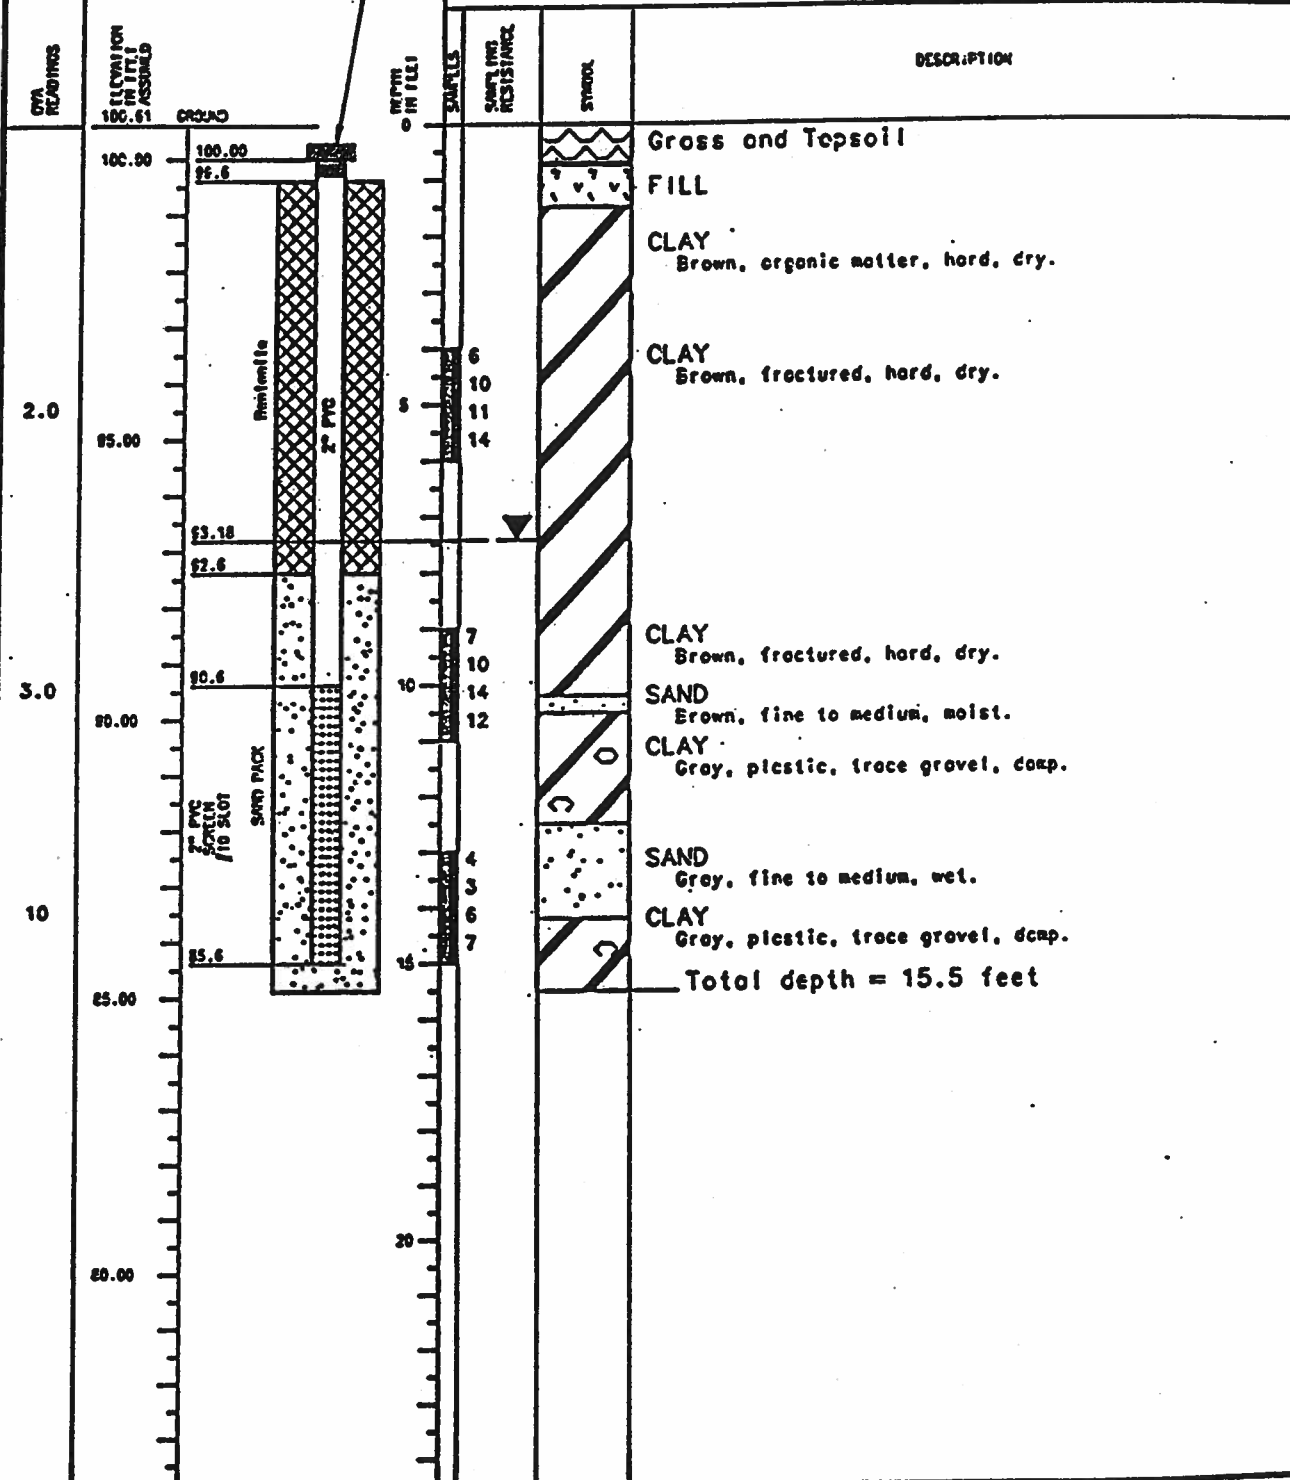 OVA READINGS
ELEVATION IN FEET ASSUMED
DEPTH IN FEET
SAMPLES
SAMPLING RESISTANCE
SYMBOL
DESCRIPTION
100.61 GROUND
0
Grass and Topsoil
100.00
100.00
99.6
FILL
CLAY
Brown, organic matter, hard, dry.
6
CLAY
Brown, fractured, hard, dry.
10
2.0
Bentonite
2" PVC
5
11
95.00
14
93.18
92.6
7
CLAY
Brown, fractured, hard, dry.
10
3.0
90.6
10
14
SAND
Brown, fine to medium, moist.
90.00
12
CLAY
Gray, plastic, trace gravel, damp.
2" PVC SCREEN /10 SLOT
SAND PACK
4
SAND
Gray, fine to medium, wet.
3
10
6
CLAY
Gray, plastic, trace gravel, damp.
7
85.6
15
Total depth = 15.5 feet
85.00
20
80.00